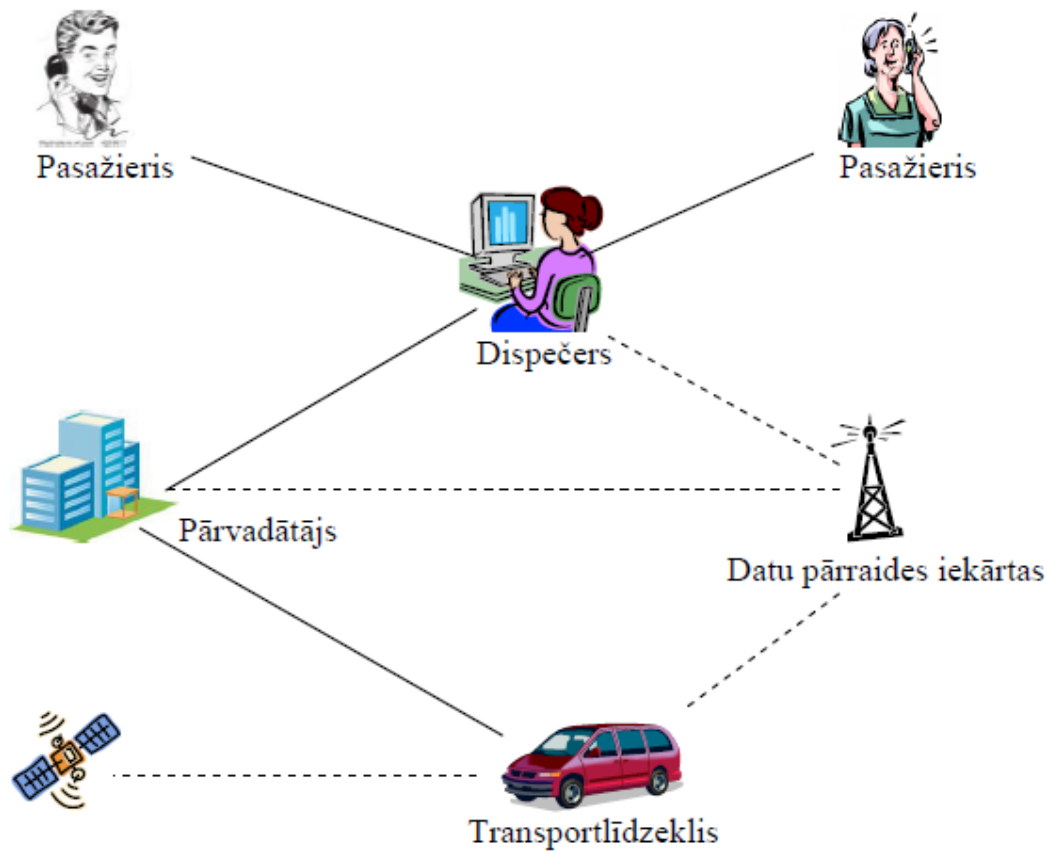 Pasažieris
Pasažieris
Dispečers
Pārvadātājs
Datu pārraides iekārtas
Transportlīdzeklis